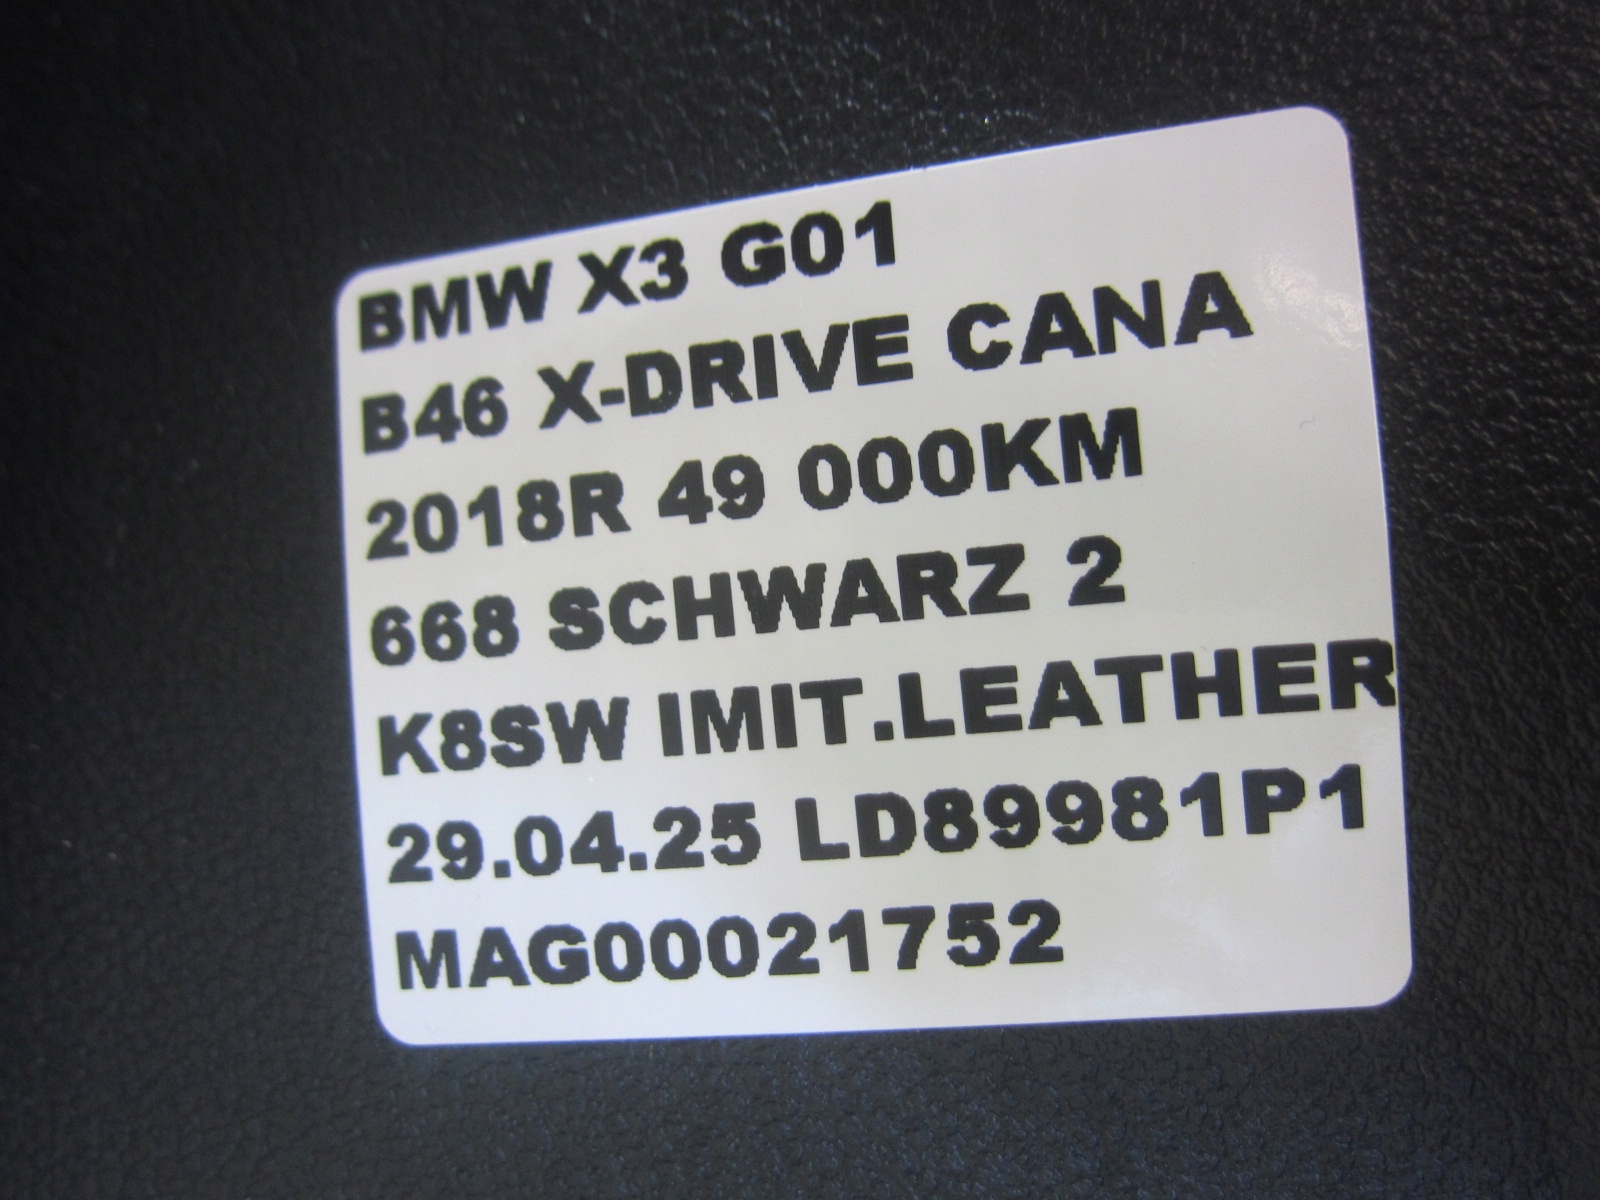 BMW X3 G01
B46 X-DRIVE CANA
2018R 49 000KM
668 SCHWARZ 2
K8SW IMIT.LEATHER
29.04.25 LD89981P1
MAG00021752